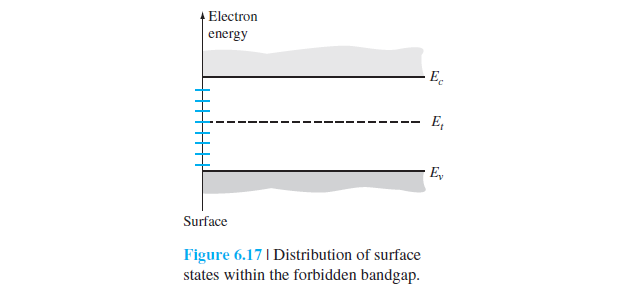 Electron
energy
E_c
E_t
E_v
Surface
Figure 6.17 | Distribution of surface
states within the forbidden bandgap.